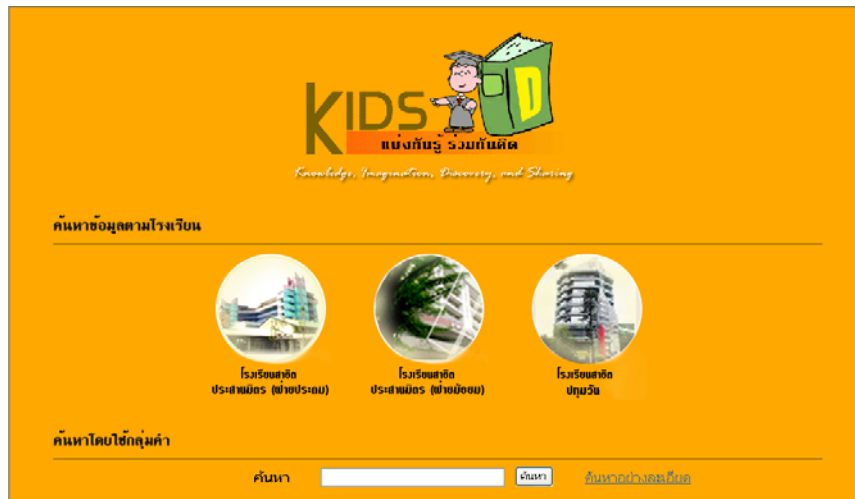 KIDS D
แบ่งกันรู้ ร่วมกันคิด
Knowledge, Imagination, Discovery, and Sharing
ค้นหาข้อมูลตามโรงเรียน
โรงเรียนสาธิต
ประสานมิตร (ฝ่ายประถม)
โรงเรียนสาธิต
ประสานมิตร (ฝ่ายมัธยม)
โรงเรียนสาธิต
ปทุมวัน
ค้นหาโดยใช้กลุ่มคำ
ค้นหา ค้นหา ค้นหาอย่างละเอียด